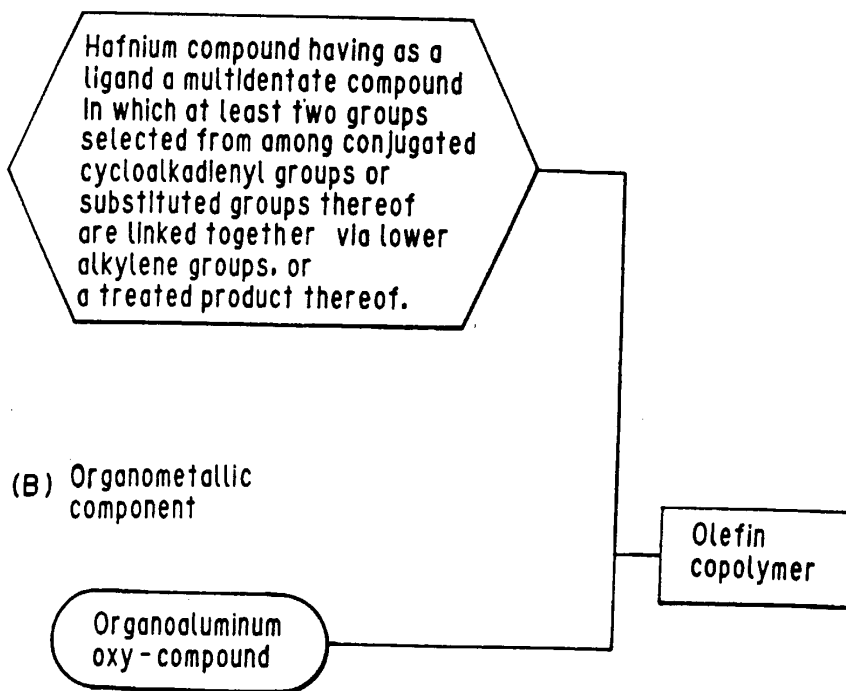 Hafnium compound having as a
ligand a multidentate compound
In which at least two groups
selected from among conjugated
cycloalkadienyl groups or
substituted groups thereof
are linked together via lower
alkylene groups, or
a treated product thereof.
(B) Organometallic
component
Olefin
copolymer
Organoaluminum
oxy-compound